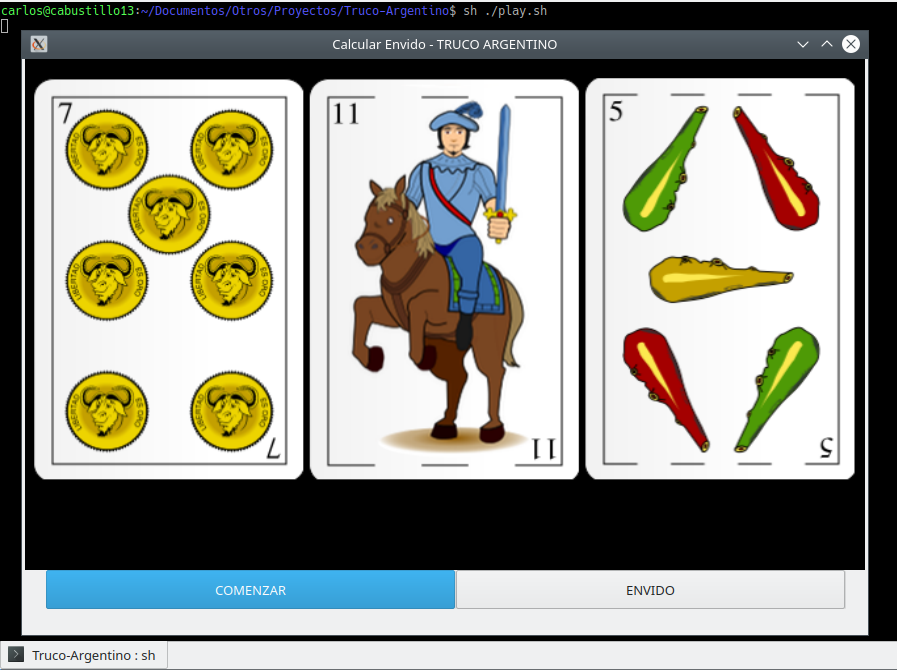 carlos@cabustillo13:~/Documentos/Otros/Proyectos/Truco-Argentino$ sh ./play.sh
Calcular Envido - TRUCO ARGENTINO
7
11
5
LIBERTAD ES ORO
LIBERTAD ES ORO
LIBERTAD ES ORO
LIBERTAD ES ORO
LIBERTAD ES ORO
LIBERTAD ES ORO
LIBERTAD ES ORO
7
11
5
COMENZAR
ENVIDO
Truco-Argentino : sh